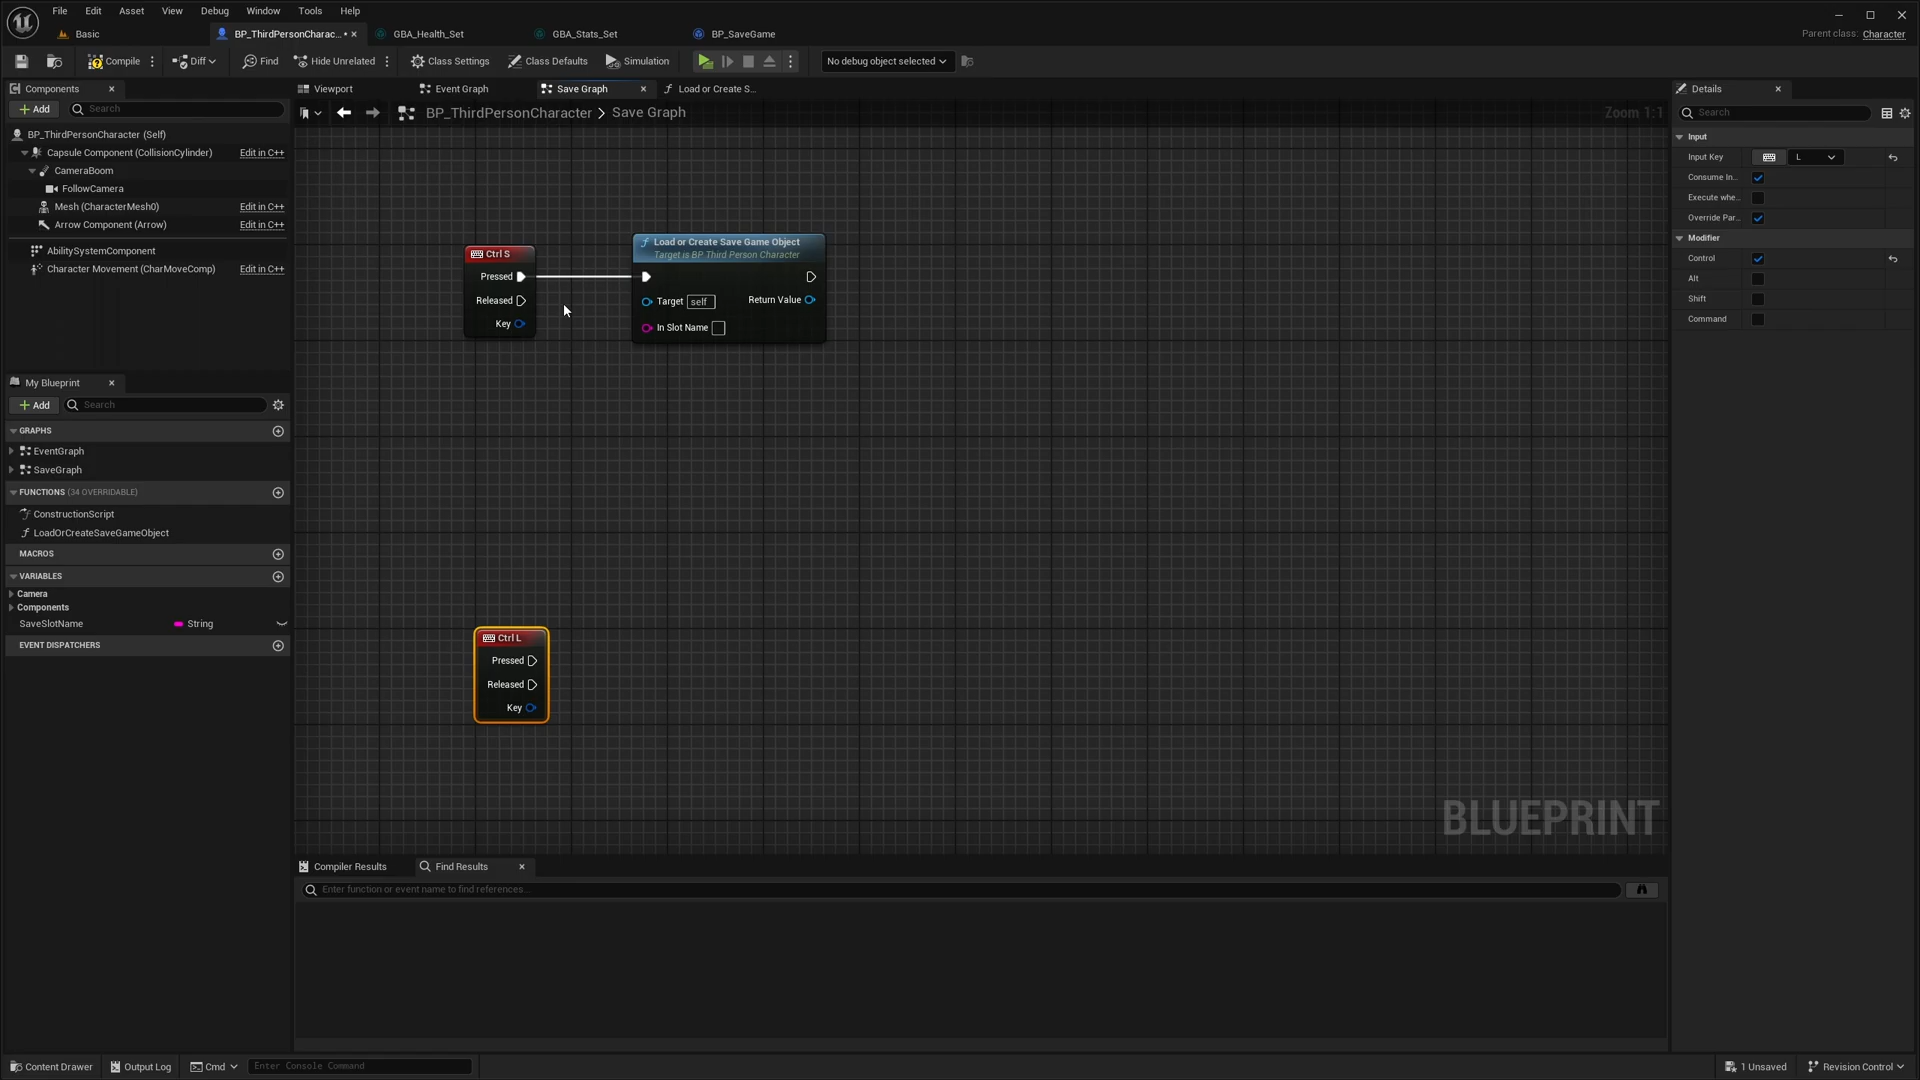 File Edit Asset View Debug Window Tools Help
Basic BP_ThirdPersonCharac... • GBA_Health_Set GBA_Stats_Set BP_SaveGame Parent class: Character
Compile Diff Find Hide Unrelated Class Settings Class Defaults Simulation No debug object selected
Components
Add Search
BP_ThirdPersonCharacter (Self)
Capsule Component (CollisionCylinder) Edit in C++
CameraBoom
FollowCamera
Mesh (CharacterMesh0) Edit in C++
Arrow Component (Arrow) Edit in C++
AbilitySystemComponent
Character Movement (CharMoveComp) Edit in C++
My Blueprint
Add Search
GRAPHS
EventGraph
SaveGraph
FUNCTIONS (34 OVERRIDABLE)
ConstructionScript
LoadOrCreateSaveGameObject
MACROS
VARIABLES
Camera
Components
SaveSlotName String
EVENT DISPATCHERS
Viewport Event Graph Save Graph Load or Create S...
BP_ThirdPersonCharacter > Save Graph Zoom 1:1
Ctrl S
Pressed
Released
Key
Load or Create Save Game Object
Target is BP Third Person Character
Target self Return Value
In Slot Name
Ctrl L
Pressed
Released
Key
BLUEPRINT
Compiler Results Find Results
Enter function or event name to find references...
Details
Search
Input
Input Key L
Consume In...
Execute whe...
Override Par...
Modifier
Control
Alt
Shift
Command
Content Drawer Output Log Cmd Enter Console Command 1 Unsaved Revision Control